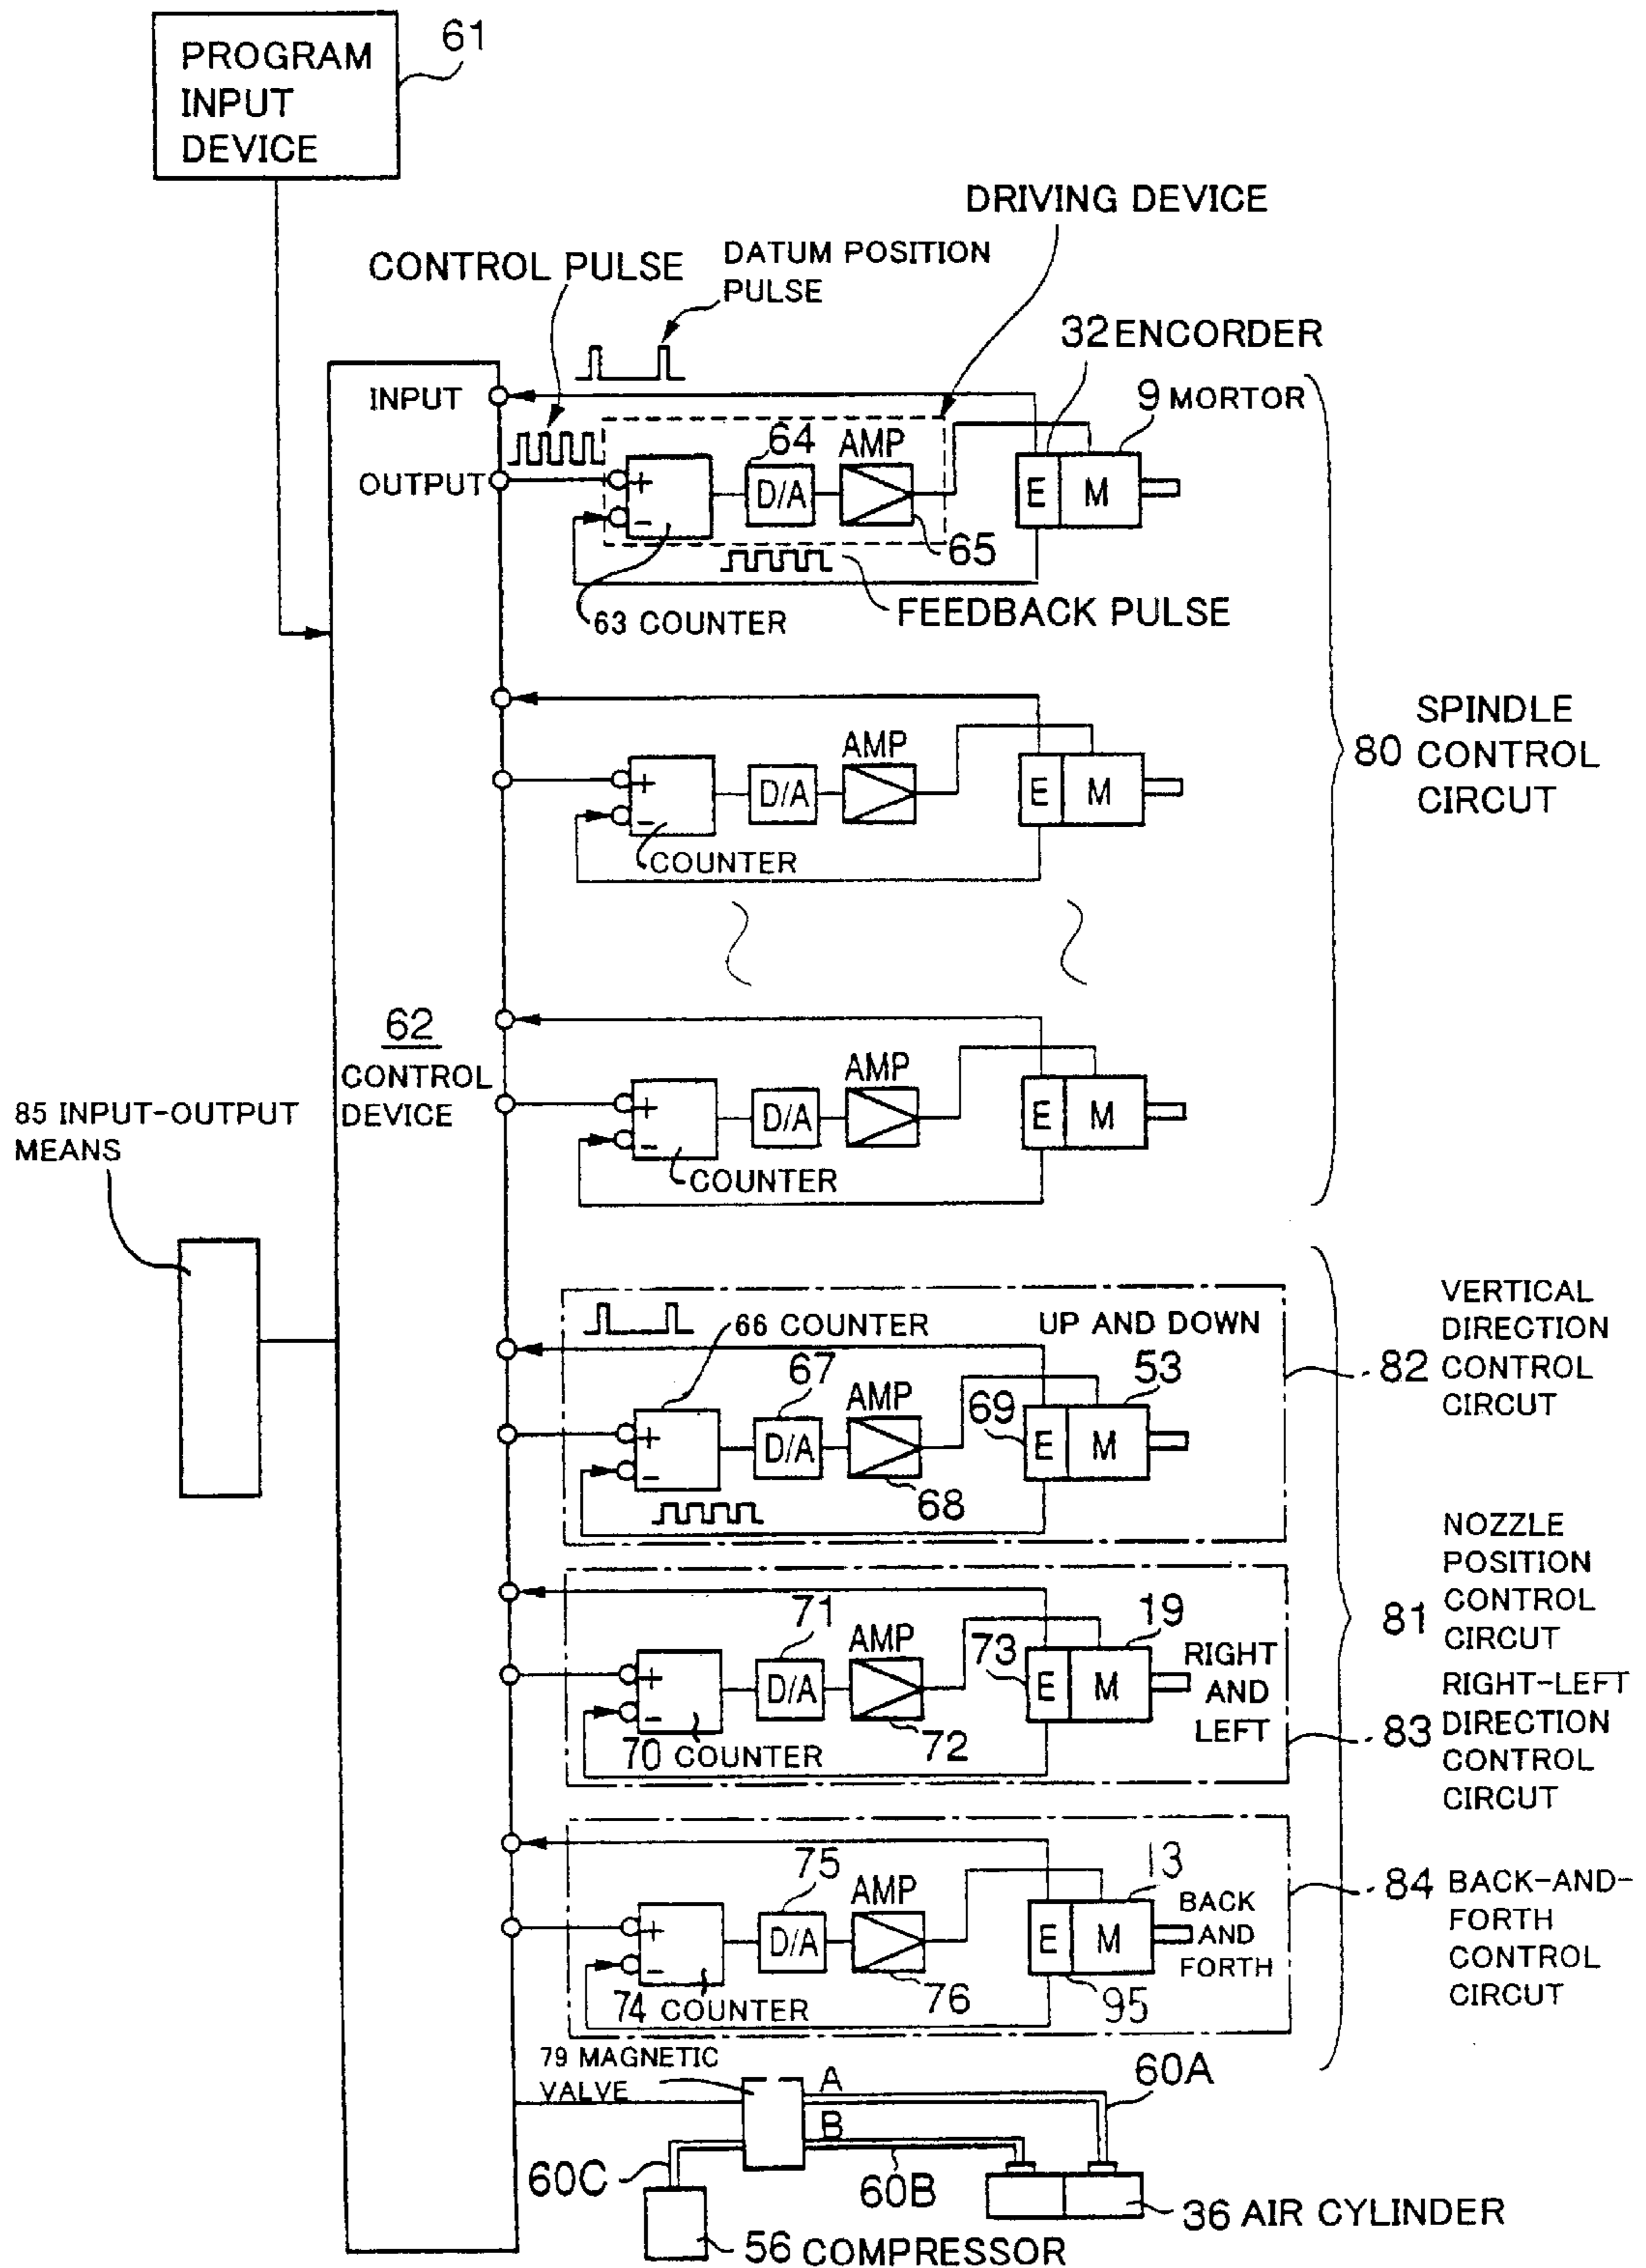 PROGRAM
INPUT
DEVICE
61
DRIVING DEVICE
CONTROL PULSE
DATUM POSITION
PULSE
32 ENCORDER
9 MORTOR
INPUT
OUTPUT
+
-
64
D/A
AMP
65
E
M
63 COUNTER
FEEDBACK PULSE
+
-
D/A
AMP
E
M
COUNTER
80 SPINDLE
CONTROL
CIRCUT
62
CONTROL
DEVICE
+
-
D/A
AMP
E
M
COUNTER
85 INPUT-OUTPUT
MEANS
66 COUNTER
UP AND DOWN
+
-
67
D/A
AMP
68
69
E
M
53
82 VERTICAL
DIRECTION
CONTROL
CIRCUT
81 NOZZLE
POSITION
CONTROL
CIRCUT
+
-
70 COUNTER
71
D/A
AMP
72
73
E
M
19
RIGHT
AND
LEFT
83 RIGHT-LEFT
DIRECTION
CONTROL
CIRCUT
+
-
74 COUNTER
75
D/A
AMP
76
E
M
95
13
BACK
AND
FORTH
84 BACK-AND-
FORTH
CONTROL
CIRCUT
79 MAGNETIC
VALVE
A
B
60A
60B
60C
56 COMPRESSOR
36 AIR CYLINDER